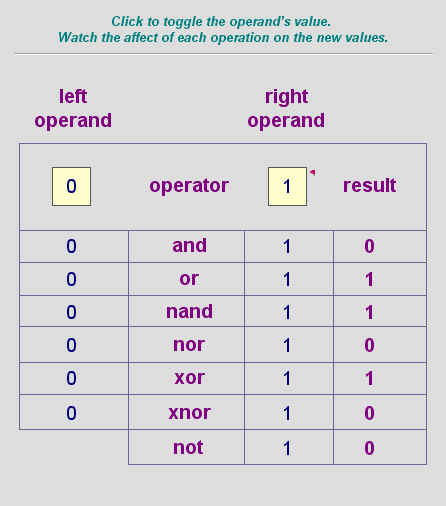 Click to toggle the operand's value.
Watch the affect of each operation on the new values.
left operand right operand
0 operator 1 result
0 and 1 0
0 or 1 1
0 nand 1 1
0 nor 1 0
0 xor 1 1
0 xnor 1 0
not 1 0